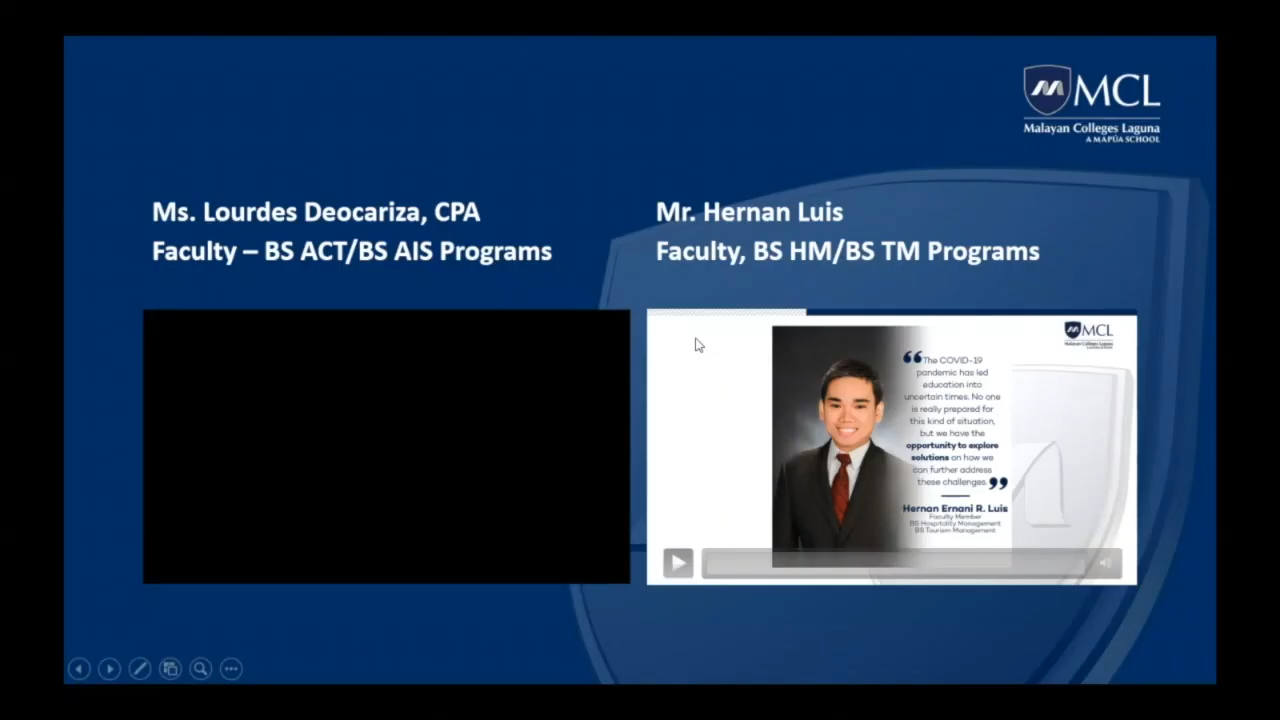 MCL
Malayan Colleges Laguna
A MAPÚA SCHOOL
Ms. Lourdes Deocariza, CPA
Faculty – BS ACT/BS AIS Programs
Mr. Hernan Luis
Faculty, BS HM/BS TM Programs
MCL
Malayan Colleges Laguna
“The COVID-19
pandemic has led
education into
uncertain times. No one
is really prepared for
this kind of situation,
but we have the
opportunity to explore
solutions on how we
can further address
these challenges.”
Hernan Ernani R. Luis
Faculty Member
BS Hospitality Management
BS Tourism Management